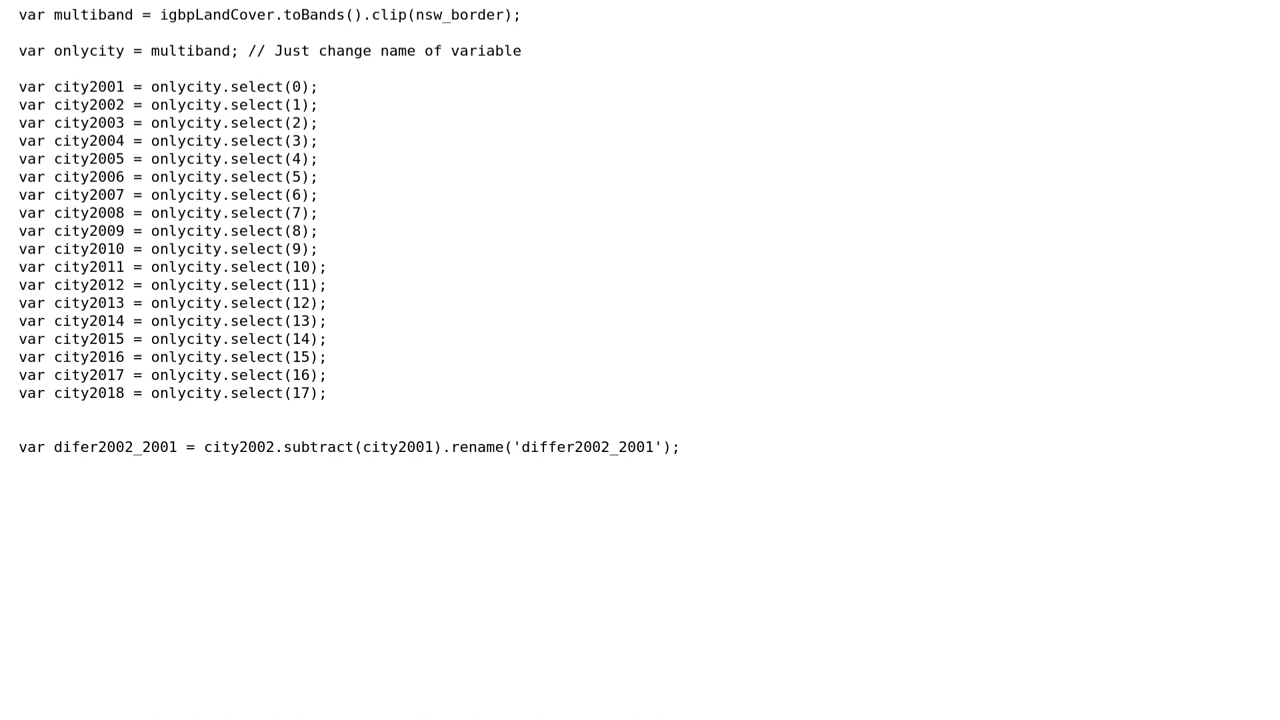 var multiband = igbpLandCover.toBands().clip(nsw_border);
var onlycity = multiband; // Just change name of variable
var city2001 = onlycity.select(0);
var city2002 = onlycity.select(1);
var city2003 = onlycity.select(2);
var city2004 = onlycity.select(3);
var city2005 = onlycity.select(4);
var city2006 = onlycity.select(5);
var city2007 = onlycity.select(6);
var city2008 = onlycity.select(7);
var city2009 = onlycity.select(8);
var city2010 = onlycity.select(9);
var city2011 = onlycity.select(10);
var city2012 = onlycity.select(11);
var city2013 = onlycity.select(12);
var city2014 = onlycity.select(13);
var city2015 = onlycity.select(14);
var city2016 = onlycity.select(15);
var city2017 = onlycity.select(16);
var city2018 = onlycity.select(17);
var difer2002_2001 = city2002.subtract(city2001).rename('differ2002_2001');